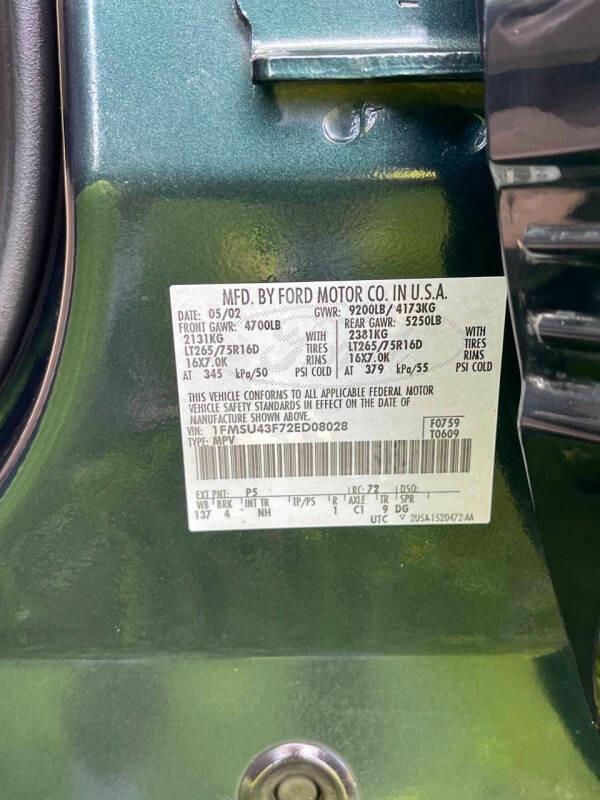 MFD. BY FORD MOTOR CO. IN U.S.A.
DATE: 05/02 GVWR: 9200LB/ 4173KG
FRONT GAWR: 4700LB REAR GAWR: 5250LB
2131KG WITH 2381KG WITH
LT265/75R16D TIRES LT265/75R16D TIRES
16X7.0K RIMS 16X7.0K RIMS
AT 345 kPa/50 PSI COLD AT 379 kPa/55 PSI COLD
THIS VEHICLE CONFORMS TO ALL APPLICABLE FEDERAL MOTOR
VEHICLE SAFETY STANDARDS IN EFFECT ON THE DATE OF
MANUFACTURE SHOWN ABOVE.
VIN: 1FMSU43F72ED08028 F0759
TYPE: MPV T0609
EXT PNT: P5 RC: 72 DSO:
WB BRK INT TR TP/PS R AXLE TR SPR
137 4 NH 1 C1 9 DG
UTC ▽ 2U5A-1520472-AA